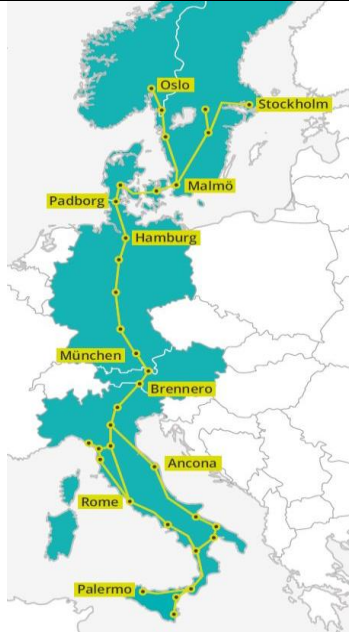 Oslo
Stockholm
Malmö
Padborg
Hamburg
München
Brennero
Ancona
Rome
Palermo